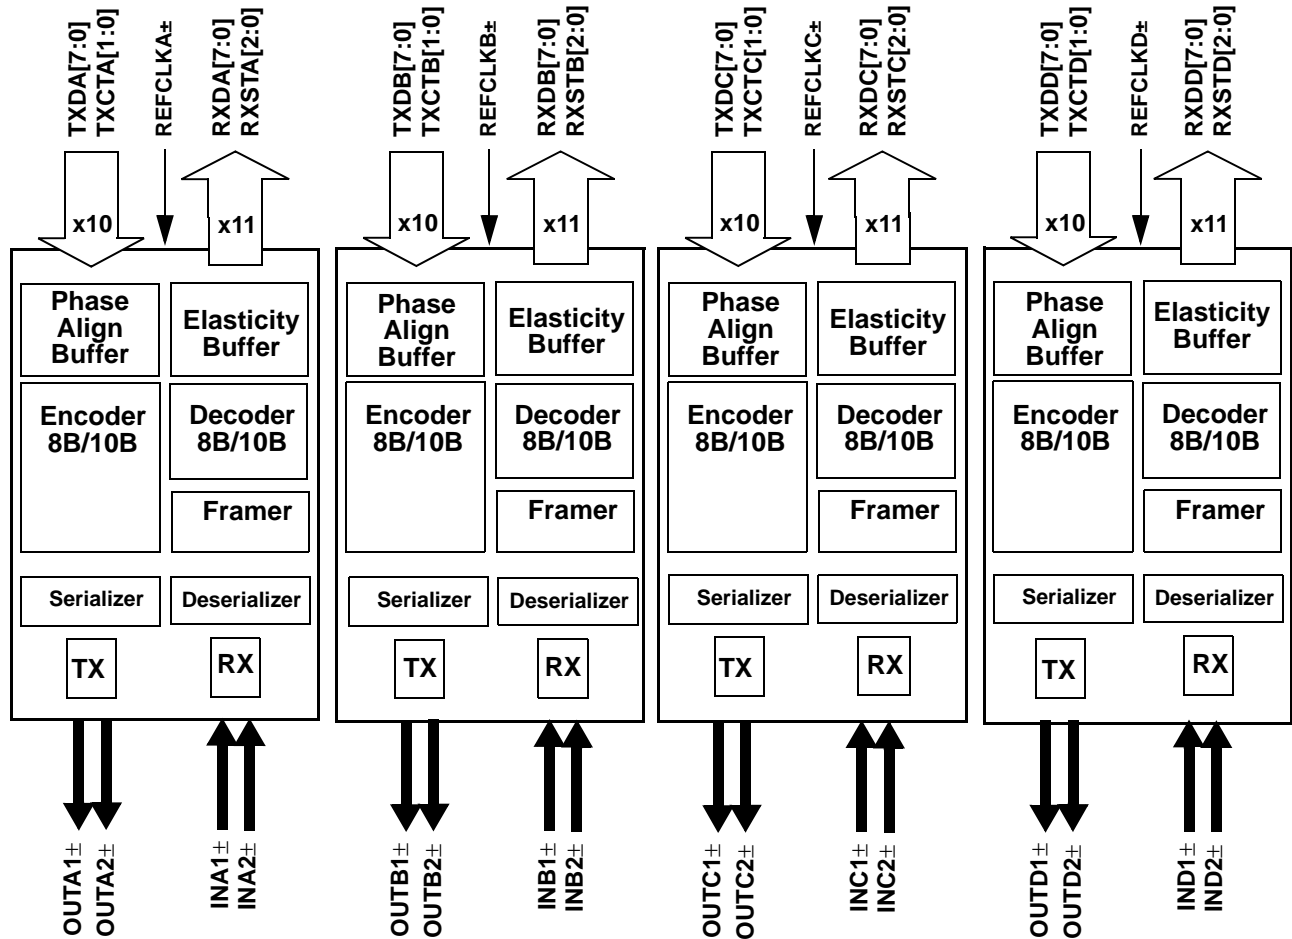 TXDA[7:0]
TXCTA[1:0]
REFCLKA±
RXDA[7:0]
RXSTA[2:0]
x10
x11
Phase
Align
Buffer
Elasticity
Buffer
Encoder
8B/10B
Decoder
8B/10B
Framer
Serializer
Deserializer
TX
RX
OUTA1±
OUTA2±
INA1±
INA2±
TXDB[7:0]
TXCTB[1:0]
REFCLKB±
RXDB[7:0]
RXSTB[2:0]
x10
x11
Phase
Align
Buffer
Elasticity
Buffer
Encoder
8B/10B
Decoder
8B/10B
Framer
Serializer
Deserializer
TX
RX
OUTB1±
OUTB2±
INB1±
INB2±
TXDC[7:0]
TXCTC[1:0]
REFCLKC±
RXDC[7:0]
RXSTC[2:0]
x10
x11
Phase
Align
Buffer
Elasticity
Buffer
Encoder
8B/10B
Decoder
8B/10B
Framer
Serializer
Deserializer
TX
RX
OUTC1±
OUTC2±
INC1±
INC2±
TXDD[7:0]
TXCTD[1:0]
REFCLKD±
RXDD[7:0]
RXSTD[2:0]
x10
x11
Phase
Align
Buffer
Elasticity
Buffer
Encoder
8B/10B
Decoder
8B/10B
Framer
Serializer
Deserializer
TX
RX
OUTD1±
OUTD2±
IND1±
IND2±